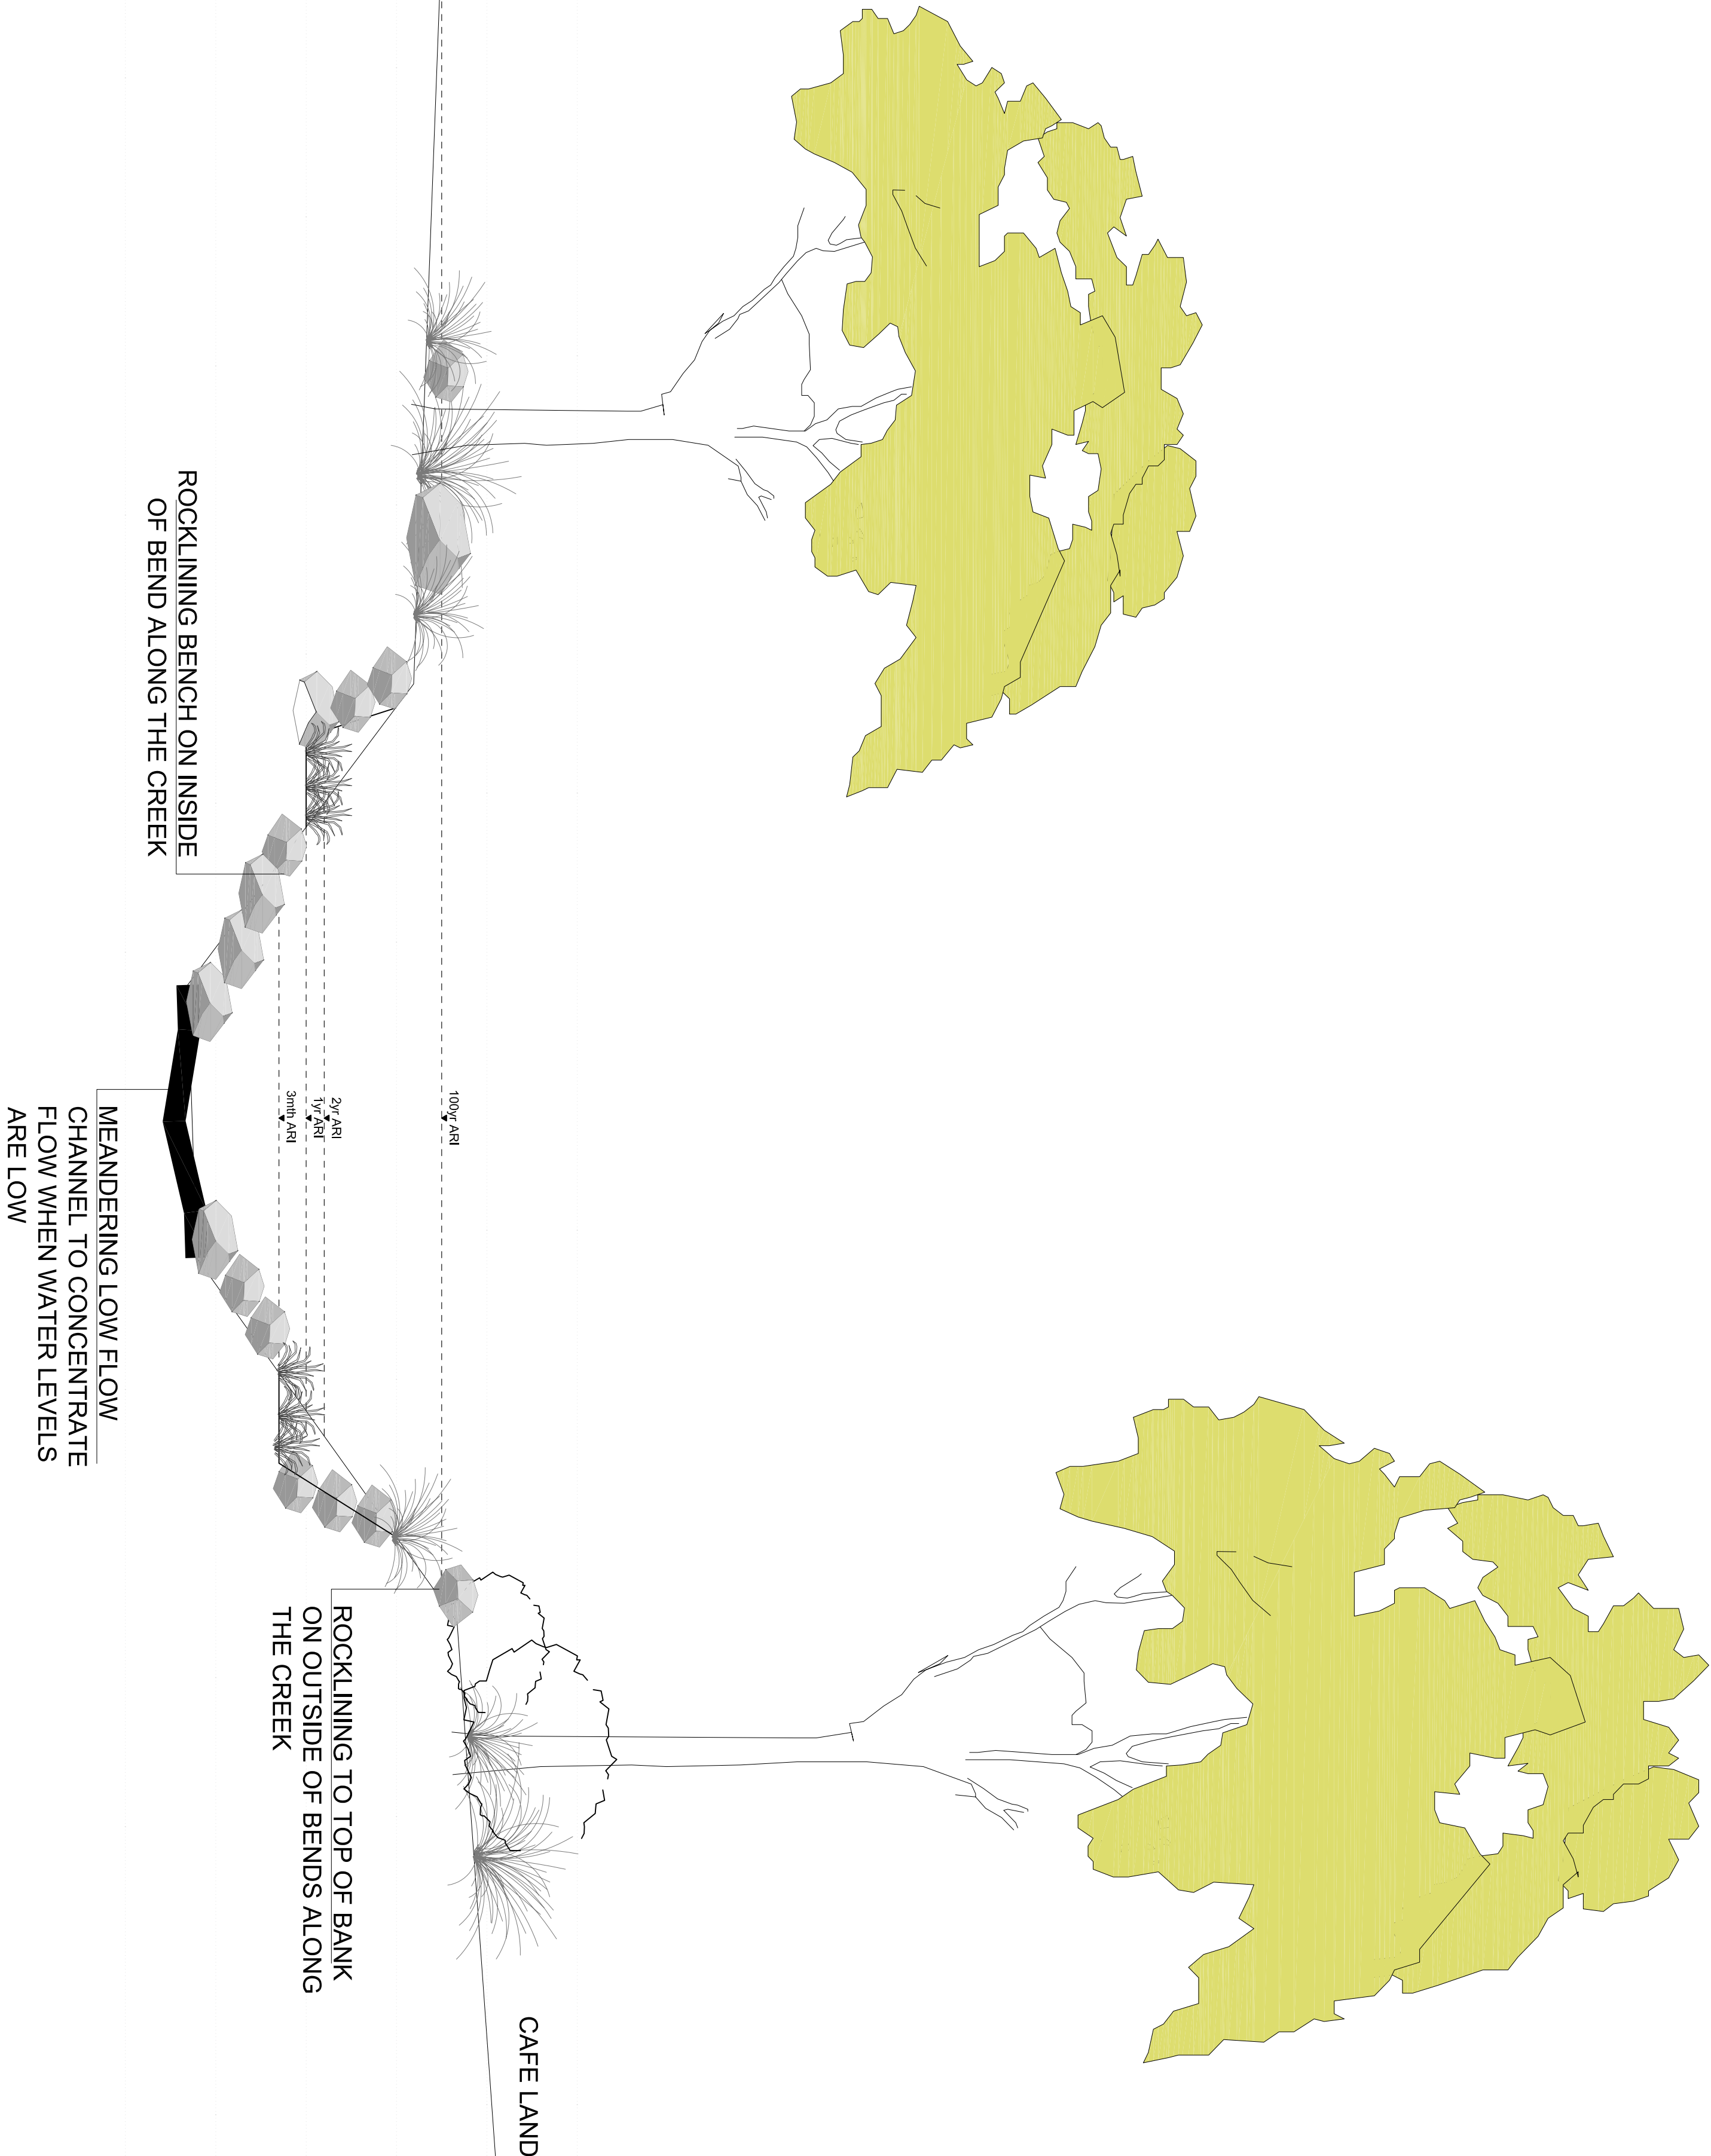 ROCKLINING BENCH ON INSIDE
OF BEND ALONG THE CREEK
100yr ARI
2yr ARI
1yr ARI
3mth ARI
MEANDERING LOW FLOW
CHANNEL TO CONCENTRATE
FLOW WHEN WATER LEVELS
ARE LOW
ROCKLINING TO TOP OF BANK
ON OUTSIDE OF BENDS ALONG
THE CREEK
CAFE LAND